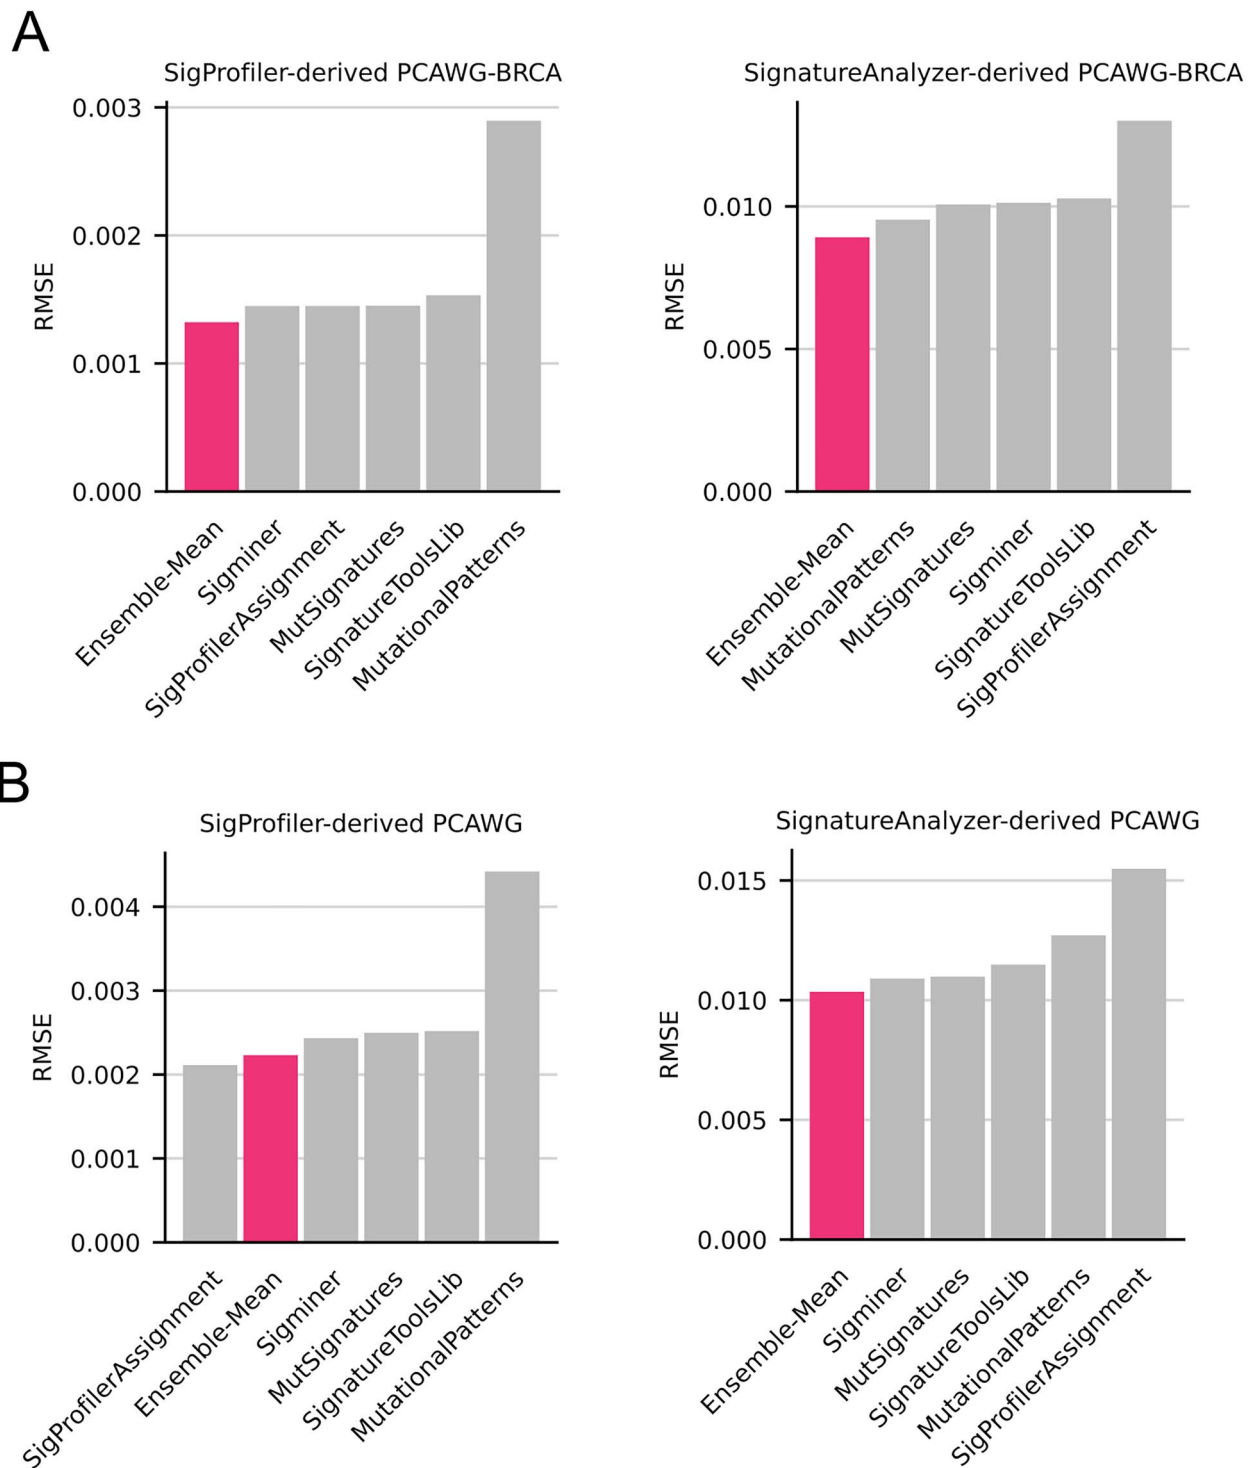 A
SigProfiler-derived PCAWG-BRCA
0.003
0.002
0.001
0.000
RMSE
Ensemble-Mean
Sigminer
SigProfilerAssignment
MutSignatures
SignatureToolsLib
MutationalPatterns
SignatureAnalyzer-derived PCAWG-BRCA
0.010
0.005
0.000
RMSE
Ensemble-Mean
MutationalPatterns
MutSignatures
Sigminer
SignatureToolsLib
SigProfilerAssignment
B
SigProfiler-derived PCAWG
0.004
0.003
0.002
0.001
0.000
RMSE
SigProfilerAssignment
Ensemble-Mean
Sigminer
MutSignatures
SignatureToolsLib
MutationalPatterns
SignatureAnalyzer-derived PCAWG
0.015
0.010
0.005
0.000
RMSE
Ensemble-Mean
Sigminer
MutSignatures
SignatureToolsLib
MutationalPatterns
SigProfilerAssignment